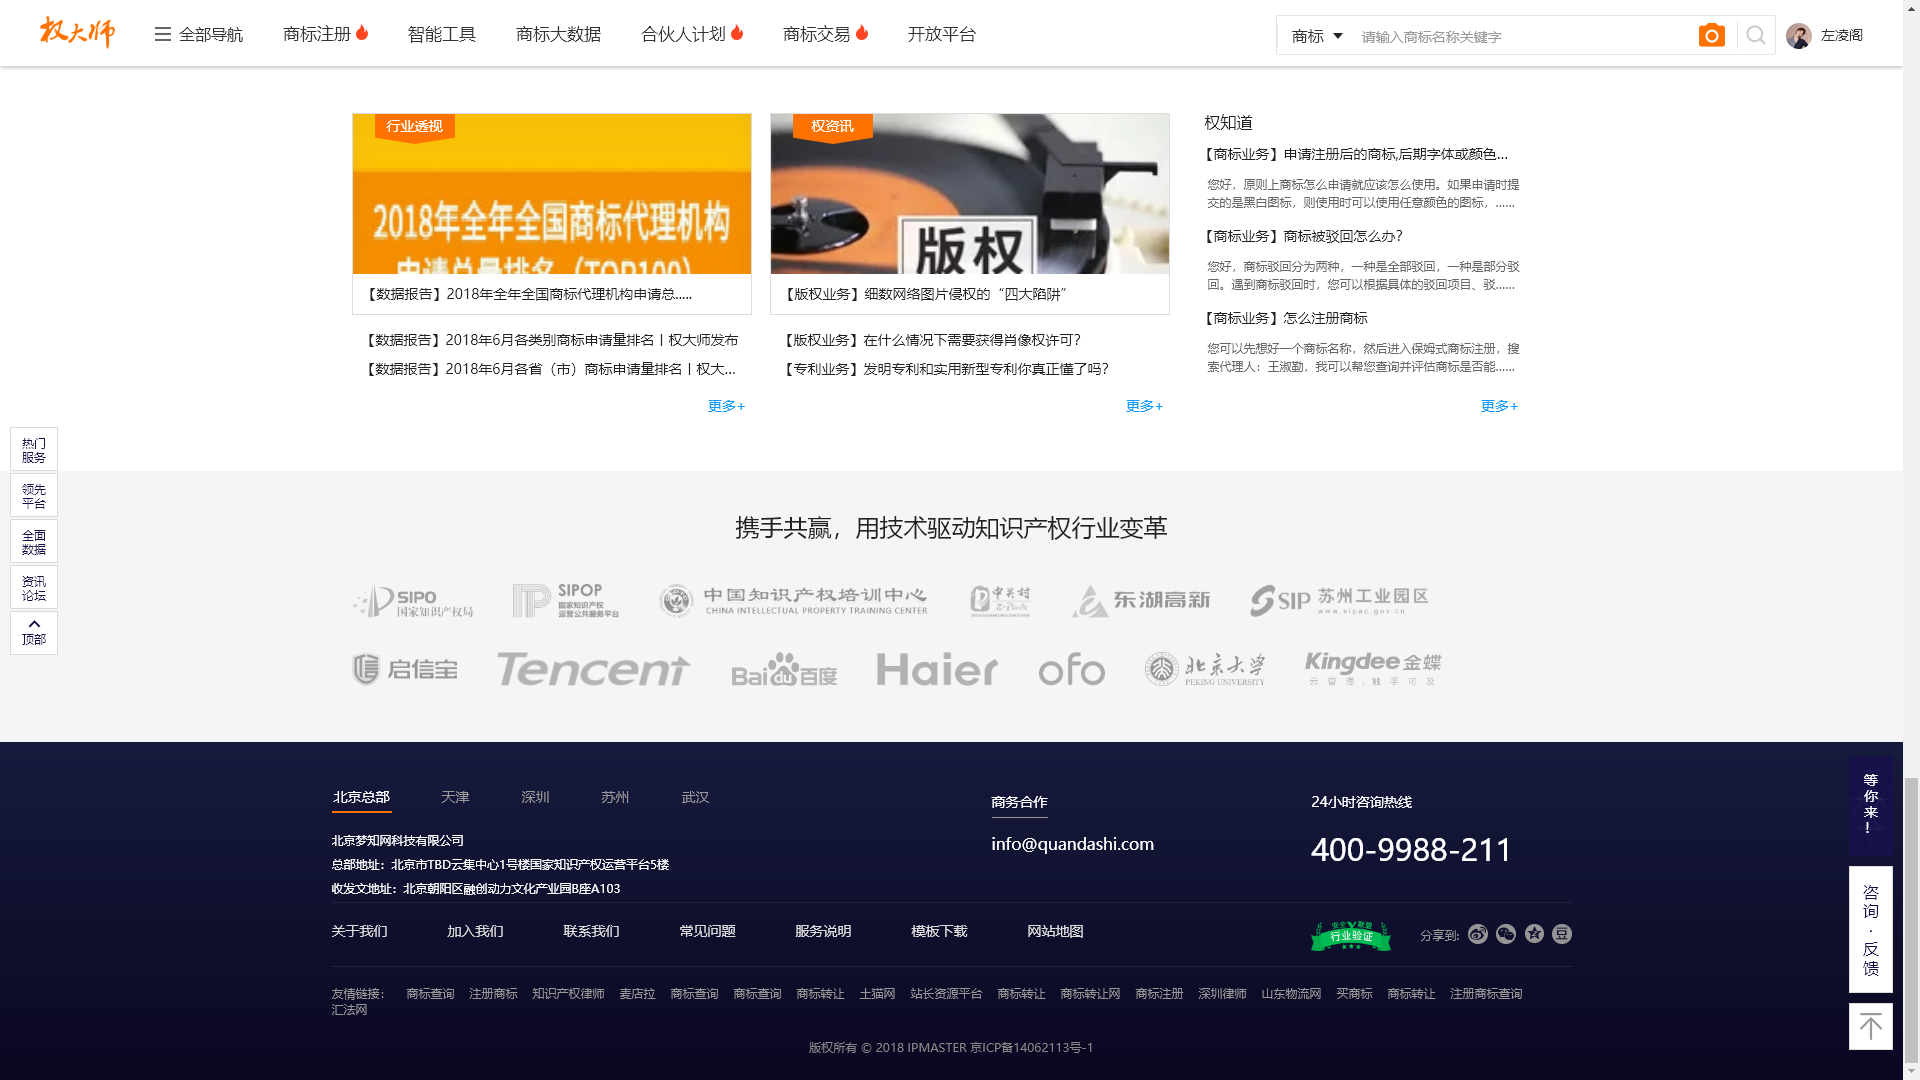 权大师
全部导航
商标注册
智能工具
商标大数据
合伙人计划
商标交易
开放平台
商标
请输入商标名称关键字
左凌阁
行业透视
2018年全年全国商标代理机构
申请总量排名（TOP100）
【数据报告】2018年全年全国商标代理机构申请总.....
【数据报告】2018年6月各类别商标申请量排名丨权大师发布
【数据报告】2018年6月各省（市）商标申请量排名丨权大...
更多+
权资讯
版权
【版权业务】细数网络图片侵权的“四大陷阱”
【版权业务】在什么情况下需要获得肖像权许可?
【专利业务】发明专利和实用新型专利你真正懂了吗?
更多+
权知道
【商标业务】申请注册后的商标,后期字体或颜色...
您好，原则上商标怎么申请就应该怎么使用。如果申请时提
交的是黑白图标，则使用时可以使用任意颜色的图标，......
【商标业务】商标被驳回怎么办?
您好，商标驳回分为两种，一种是全部驳回，一种是部分驳
回。遇到商标驳回时，您可以根据具体的驳回项目、驳......
【商标业务】怎么注册商标
您可以先想好一个商标名称，然后进入保姆式商标注册，搜
索代理人：王淑勤，我可以帮您查询并评估商标是否能......
更多+
热门
服务
领先
平台
全面
数据
资讯
论坛
顶部
携手共赢，用技术驱动知识产权行业变革
SIPO
国家知识产权局
SIPOP
国家知识产权
运营公共服务平台
中国知识产权培训中心
CHINA INTELLECTUAL PROPERTY TRAINING CENTER
中关村
Z-Park
东湖高新
SIP 苏州工业园区
www.sipac.gov.cn
启信宝
Tencent
Baidu百度
Haier
ofo
北京大学
PEKING UNIVERSITY
Kingdee金蝶
云管理，触手可及
北京总部
天津
深圳
苏州
武汉
北京梦知网科技有限公司
总部地址：北京市TBD云集中心1号楼国家知识产权运营平台5楼
收发文地址：北京朝阳区融创动力文化产业园B座A103
商务合作
info@quandashi.com
24小时咨询热线
400-9988-211
等你来!
咨询·反馈
关于我们
加入我们
联系我们
常见问题
服务说明
模板下载
网站地图
安全联盟
行业验证
分享到:
豆
友情链接： 商标查询 注册商标 知识产权律师 麦店拉 商标查询 商标查询 商标转让 土猫网 站长资源平台 商标转让 商标转让网 商标注册 深圳律师 山东物流网 买商标 商标转让 注册商标查询
汇法网
版权所有 © 2018 IPMASTER 京ICP备14062113号-1